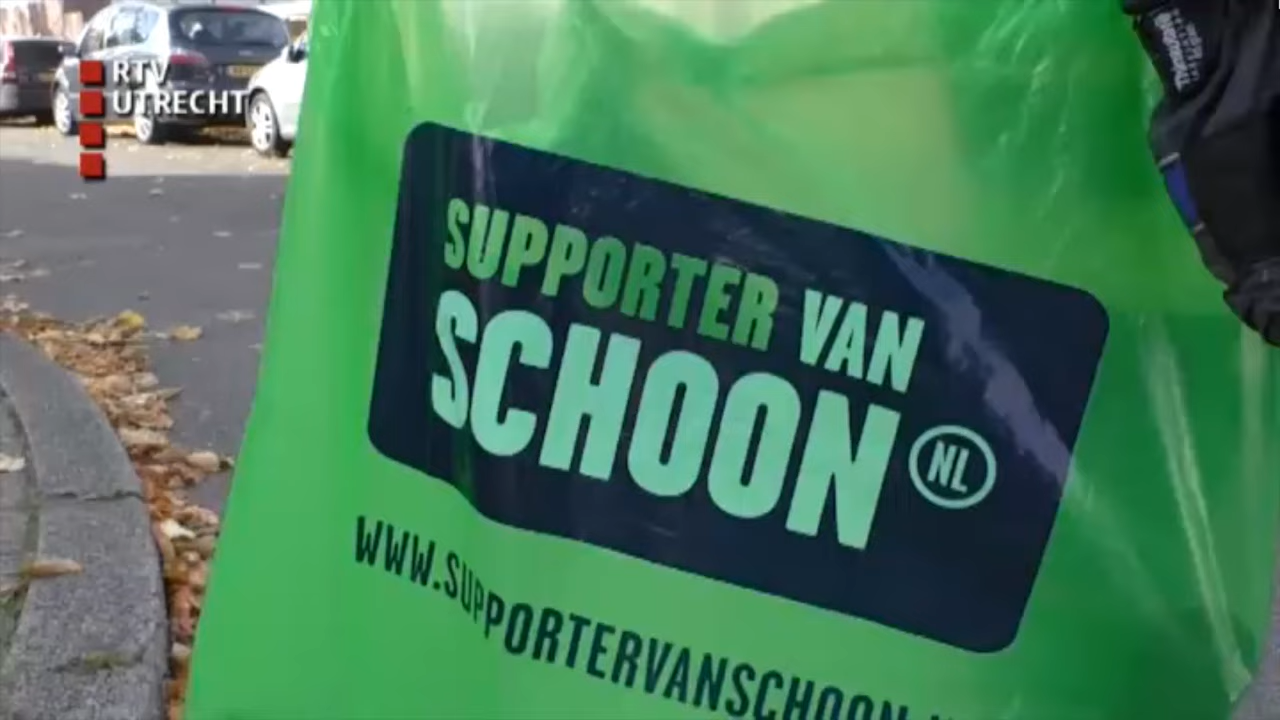 RTV
UTRECHT
SUPPORTER VAN
SCHOON NL
WWW.SUPPORTERVANSCHOON